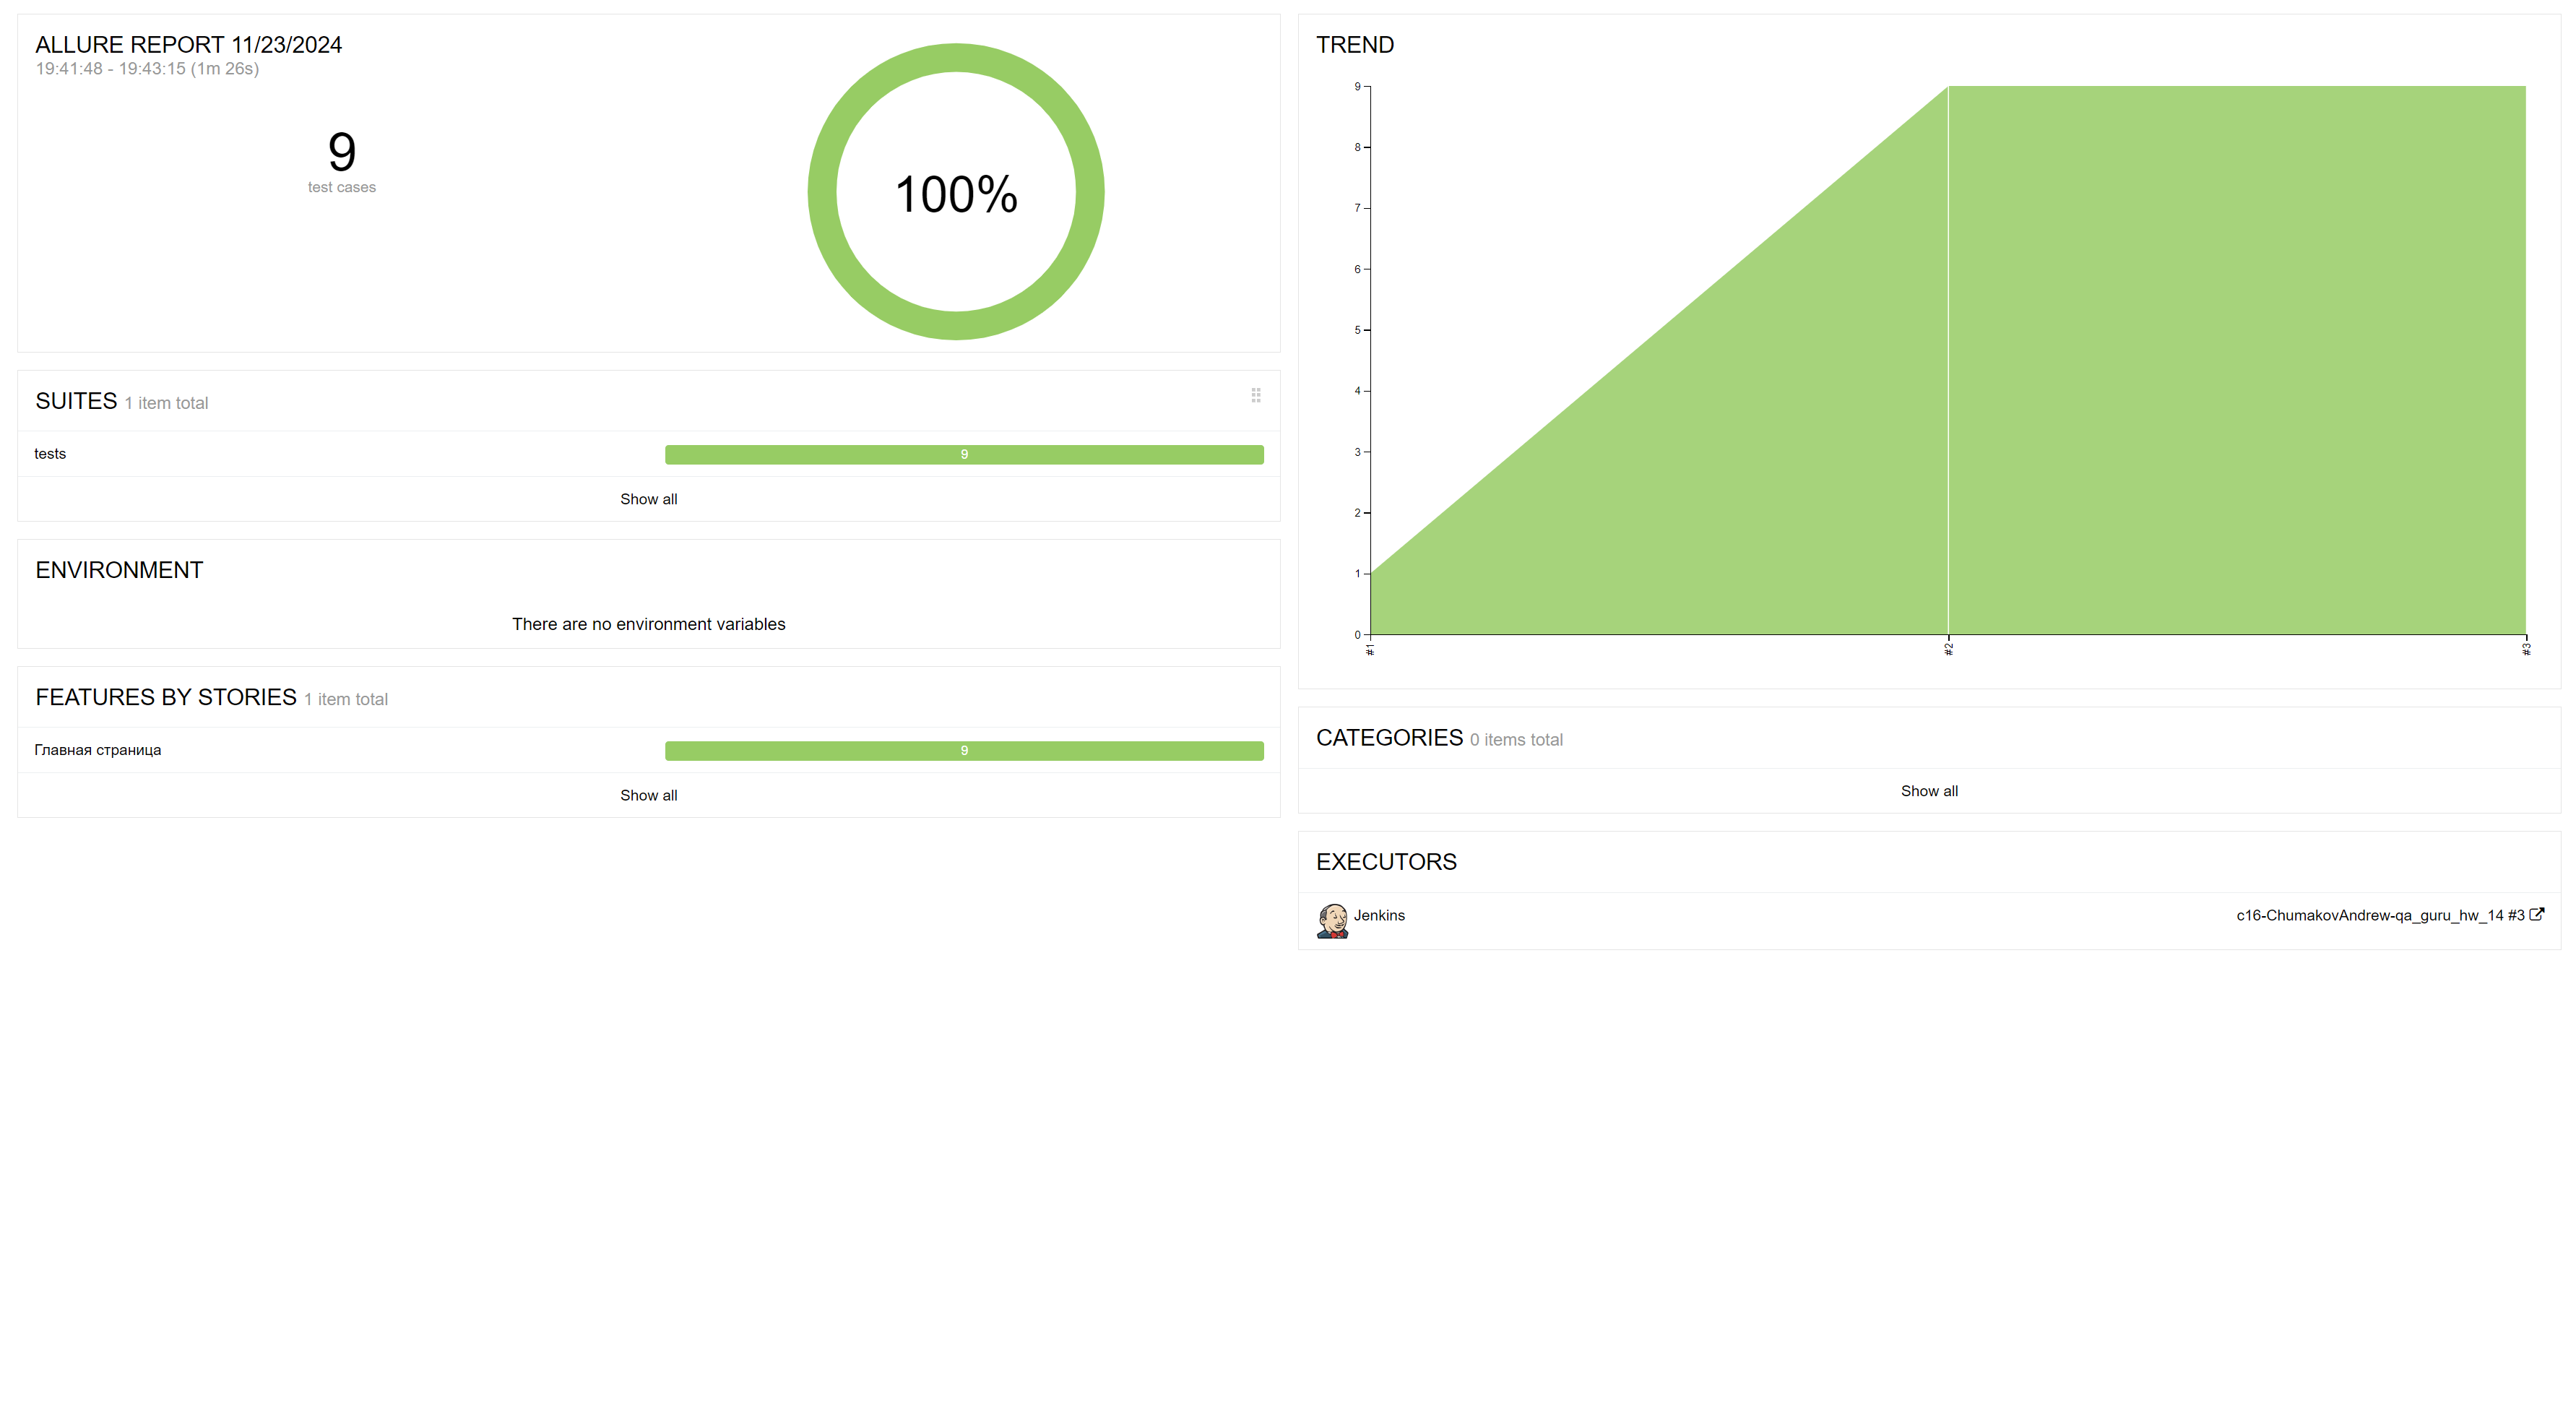 ALLURE REPORT 11/23/2024
19:41:48 - 19:43:15 (1m 26s)
9
test cases
100%
SUITES 1 item total
tests 9
Show all
ENVIRONMENT
There are no environment variables
FEATURES BY STORIES 1 item total
Главная страница 9
Show all
TREND
9
8
7
6
5
4
3
2
1
0
#1 #2 #3
CATEGORIES 0 items total
Show all
EXECUTORS
Jenkins c16-ChumakovAndrew-qa_guru_hw_14 #3